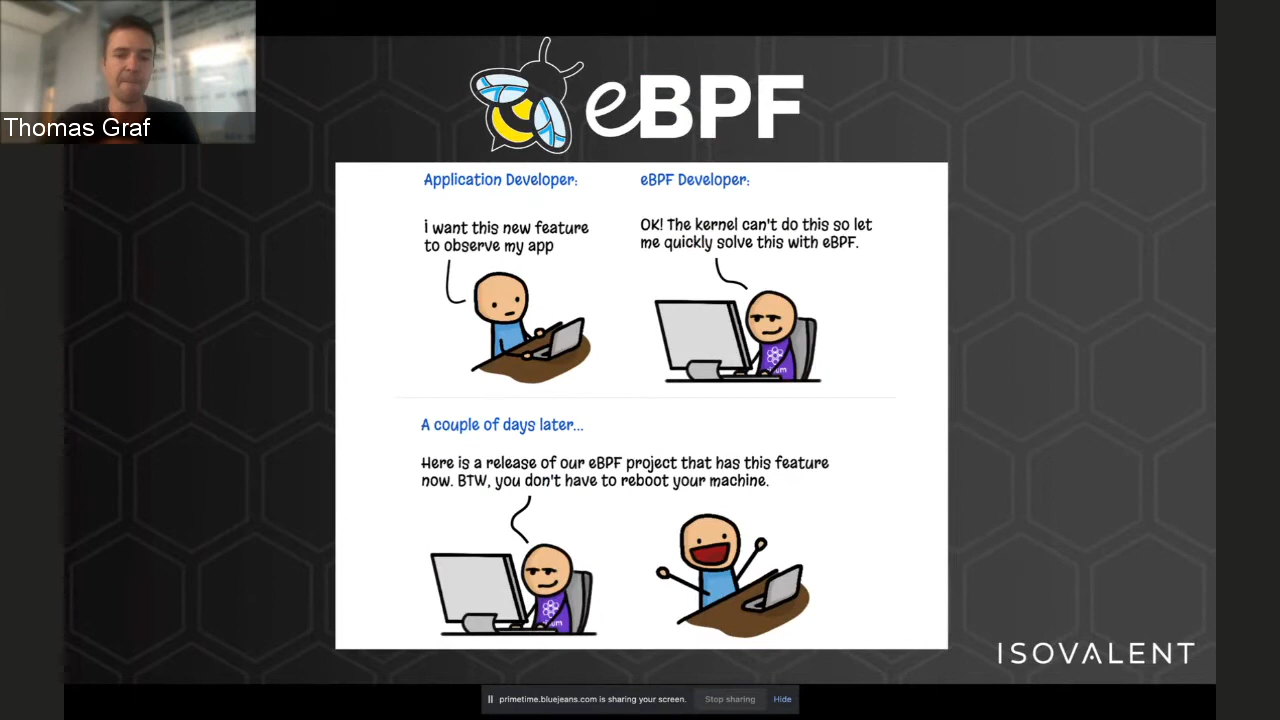 Thomas Graf
eBPF
Application Developer:
i want this new feature
to observe my app
eBPF Developer:
OK! The kernel can't do this so let
me quickly solve this with eBPF.
A couple of days later...
Here is a release of our eBPF project that has this feature
now. BTW, you don't have to reboot your machine.
ISOVALENT
primetime.bluejeans.com is sharing your screen.
Stop sharing
Hide